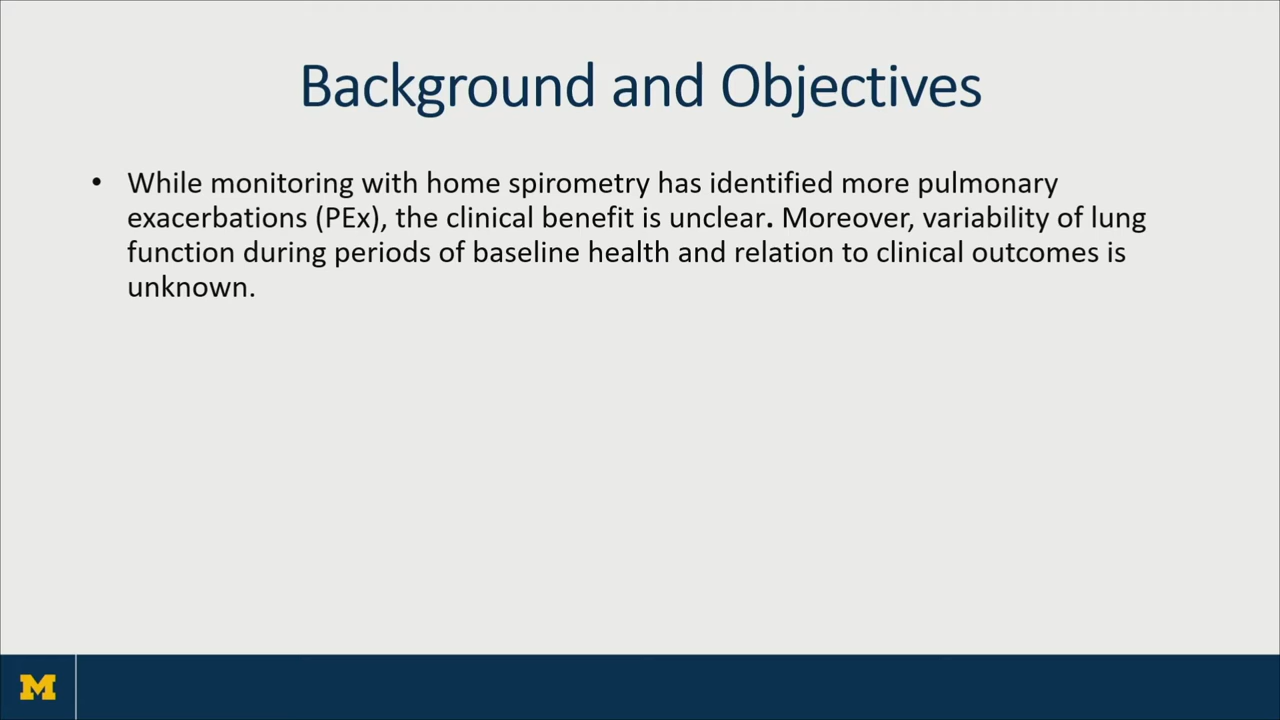 Background and Objectives
• While monitoring with home spirometry has identified more pulmonary
exacerbations (PEx), the clinical benefit is unclear. Moreover, variability of lung
function during periods of baseline health and relation to clinical outcomes is
unknown.
M